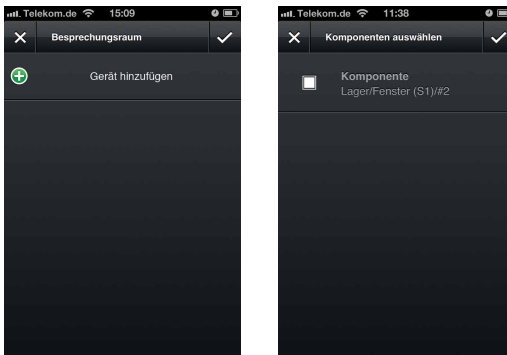 Telekom.de 15:09
Besprechungsraum
Gerät hinzufügen
Telekom.de 11:38
Komponenten auswählen
Komponente
Lager/Fenster (S1)/#2